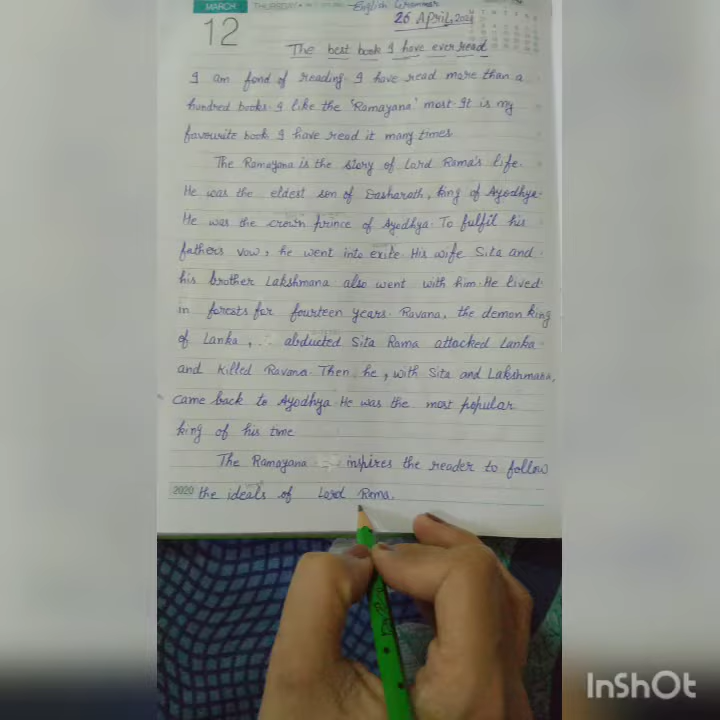 MARCH THURSDAY
English Grammar
12
26 April, 2021
The best book I have ever read
I am fond of reading. I have read more than a
hundred books. I like the 'Ramayana' most. It is my
favourite book. I have read it many times
The Ramayana is the story of Lord Rama's life.
He was the eldest son of Dasharath, king of Ayodhya.
He was the crown prince of Ayodhya. To fulfil his
fathers vow, he went into exile. His wife Sita and
his brother Lakshmana also went with him. He lived
in forests for fourteen years. Ravana, the demon king
of Lanka, abducted Sita Rama attacked Lanka
and killed Ravana. Then, he, with Sita and Lakshmana,
came back to Ayodhya. He was the most popular
king of his time
The Ramayana inspires the reader to follow
2020 the ideals of Lord Rama.
InShOt